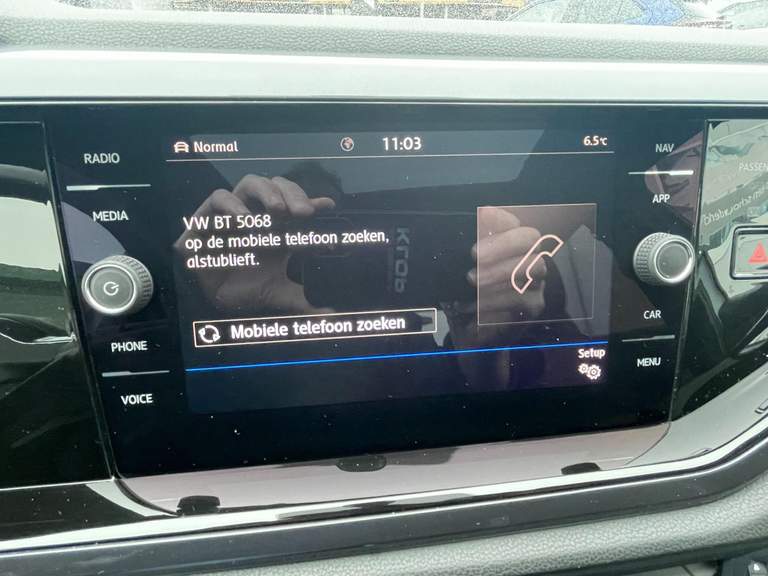 RADIO
MEDIA
PHONE
VOICE
Normal
11:03
6.5°c
VW BT 5068
op de mobiele telefoon zoeken,
alstublieft.
Mobiele telefoon zoeken
Setup
NAV
APP
CAR
MENU
PASSEN